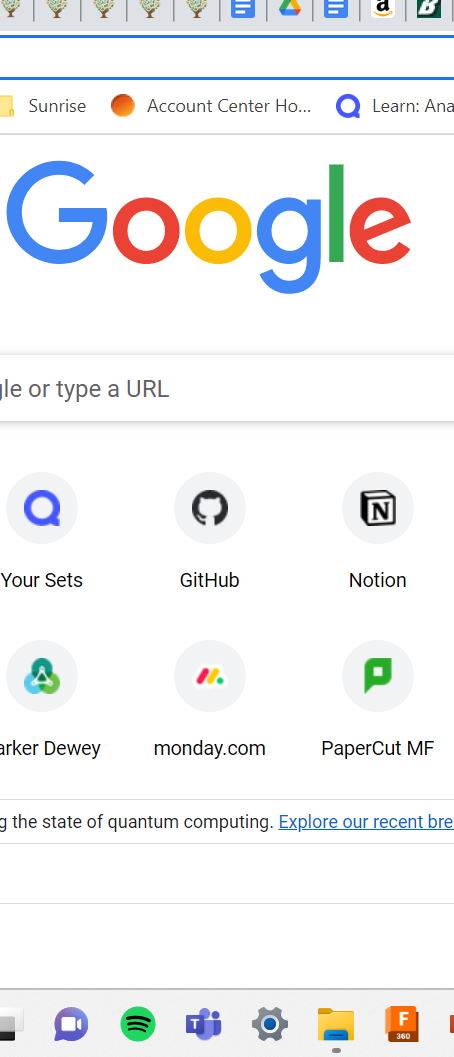 Sunrise Account Center Ho... Learn: Ana
Google
gle or type a URL
Your Sets GitHub Notion
arker Dewey monday.com PaperCut MF
g the state of quantum computing. Explore our recent bre
F
360